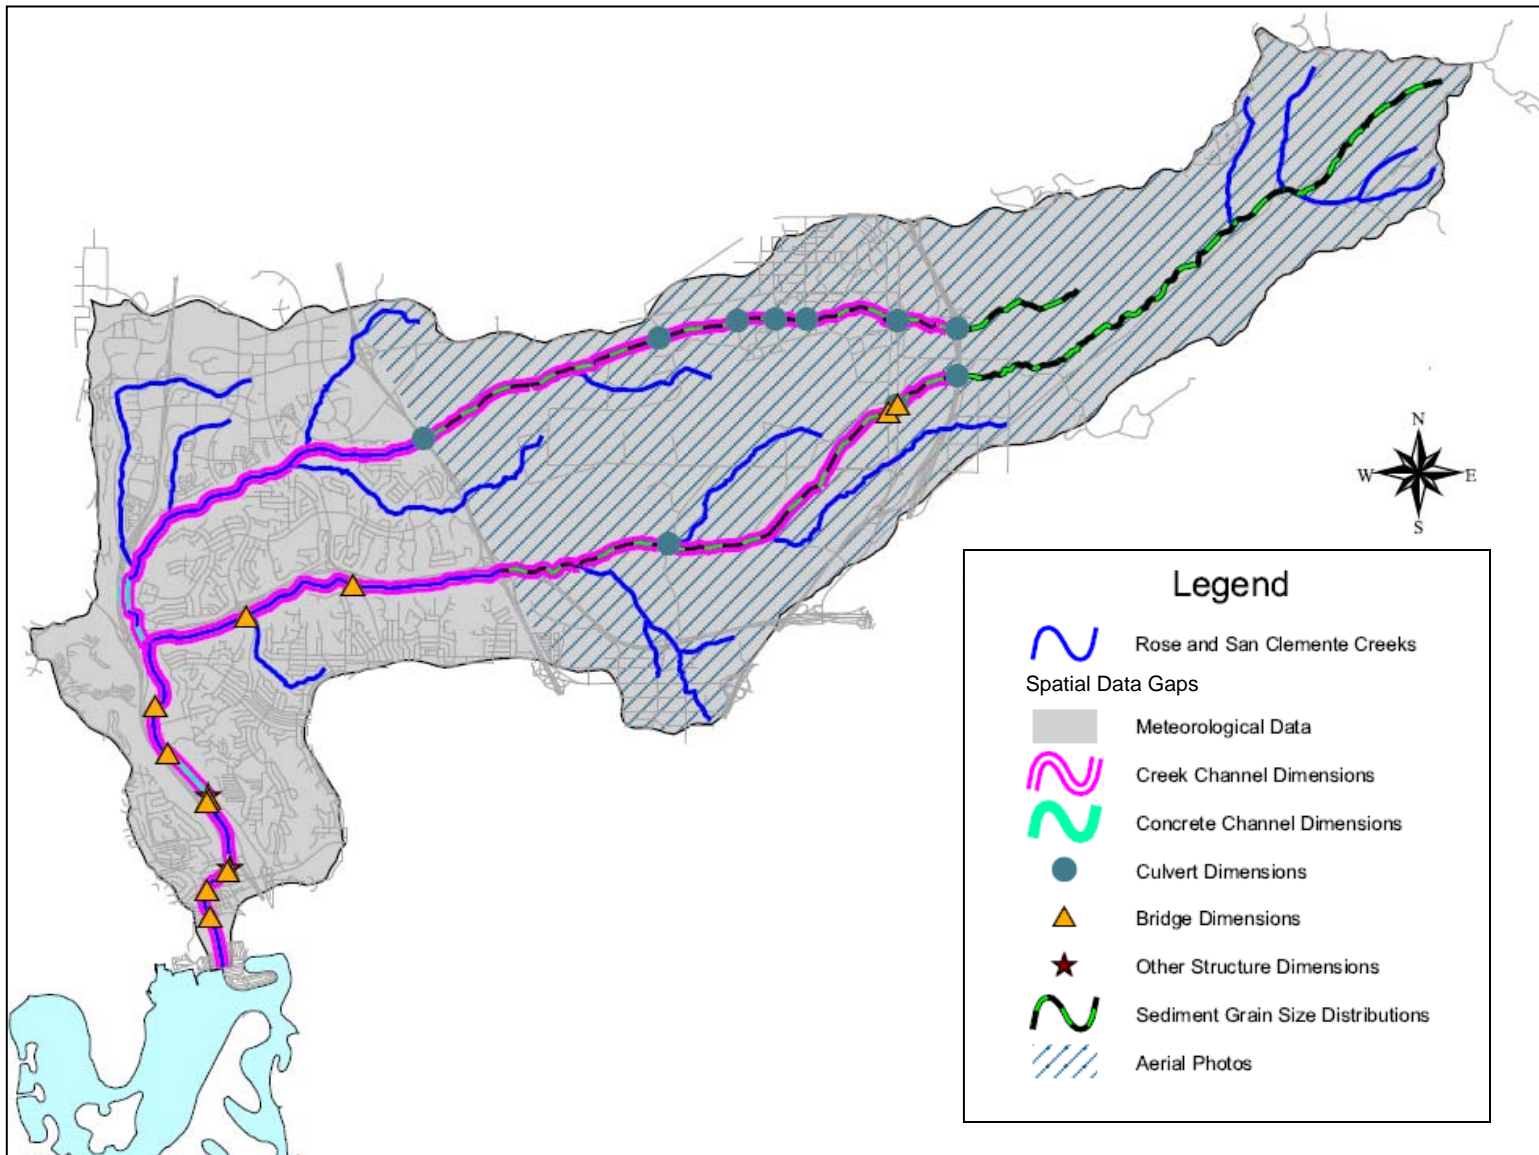 N
W E
S
Legend
Rose and San Clemente Creeks
Spatial Data Gaps
Meteorological Data
Creek Channel Dimensions
Concrete Channel Dimensions
Culvert Dimensions
Bridge Dimensions
Other Structure Dimensions
Sediment Grain Size Distributions
Aerial Photos